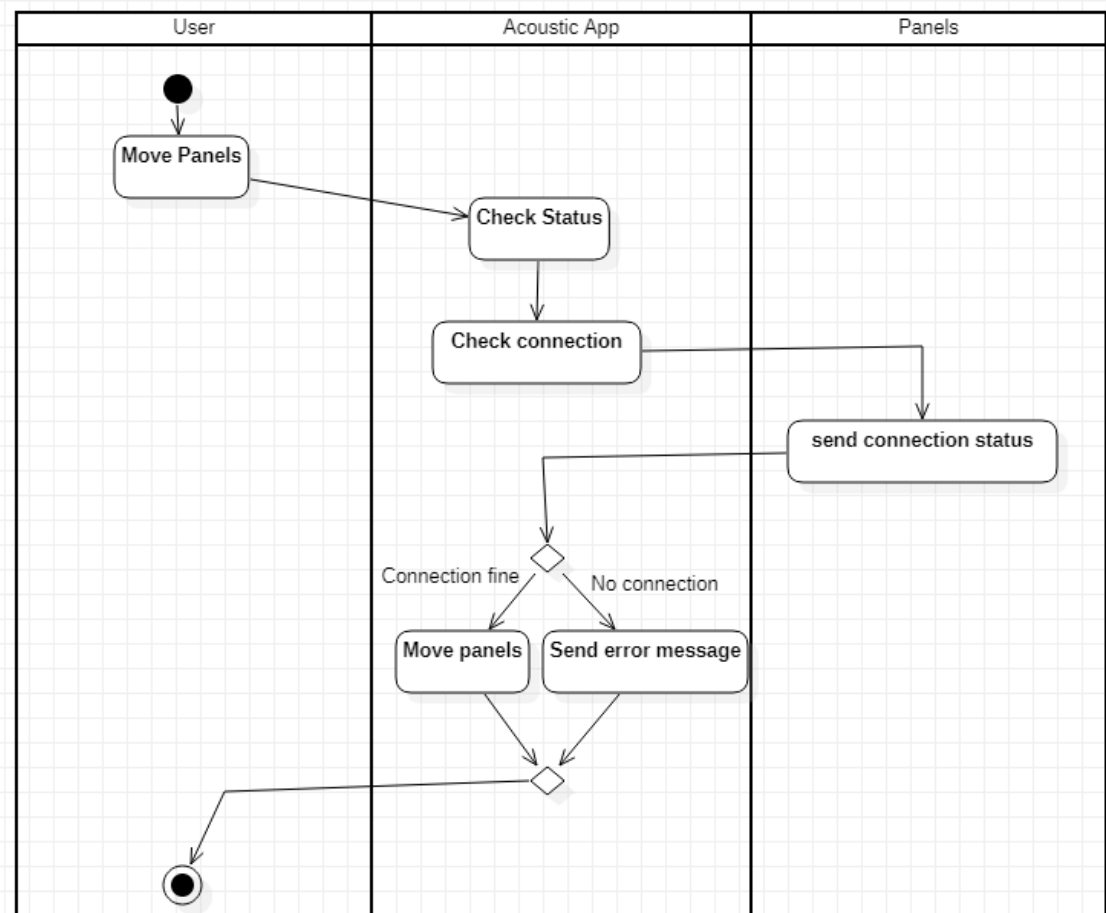 User
Acoustic App
Panels
Move Panels
Check Status
Check connection
send connection status
Connection fine
No connection
Move panels
Send error message